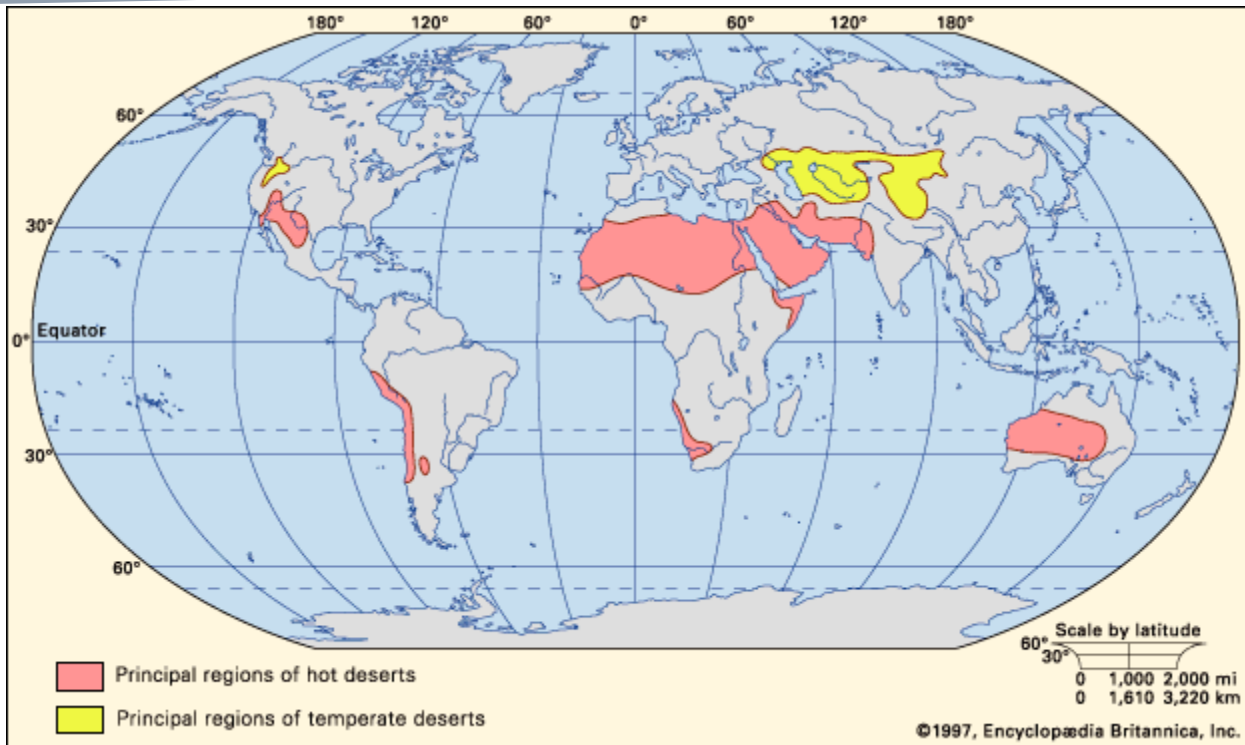 180° 120° 60° 0° 60° 120° 180°
60°
30°
Equator
0°
30°
60°
Scale by latitude
60°
30°
0 1,000 2,000 mi
0 1,610 3,220 km
Principal regions of hot deserts
Principal regions of temperate deserts
©1997, Encyclopædia Britannica, Inc.